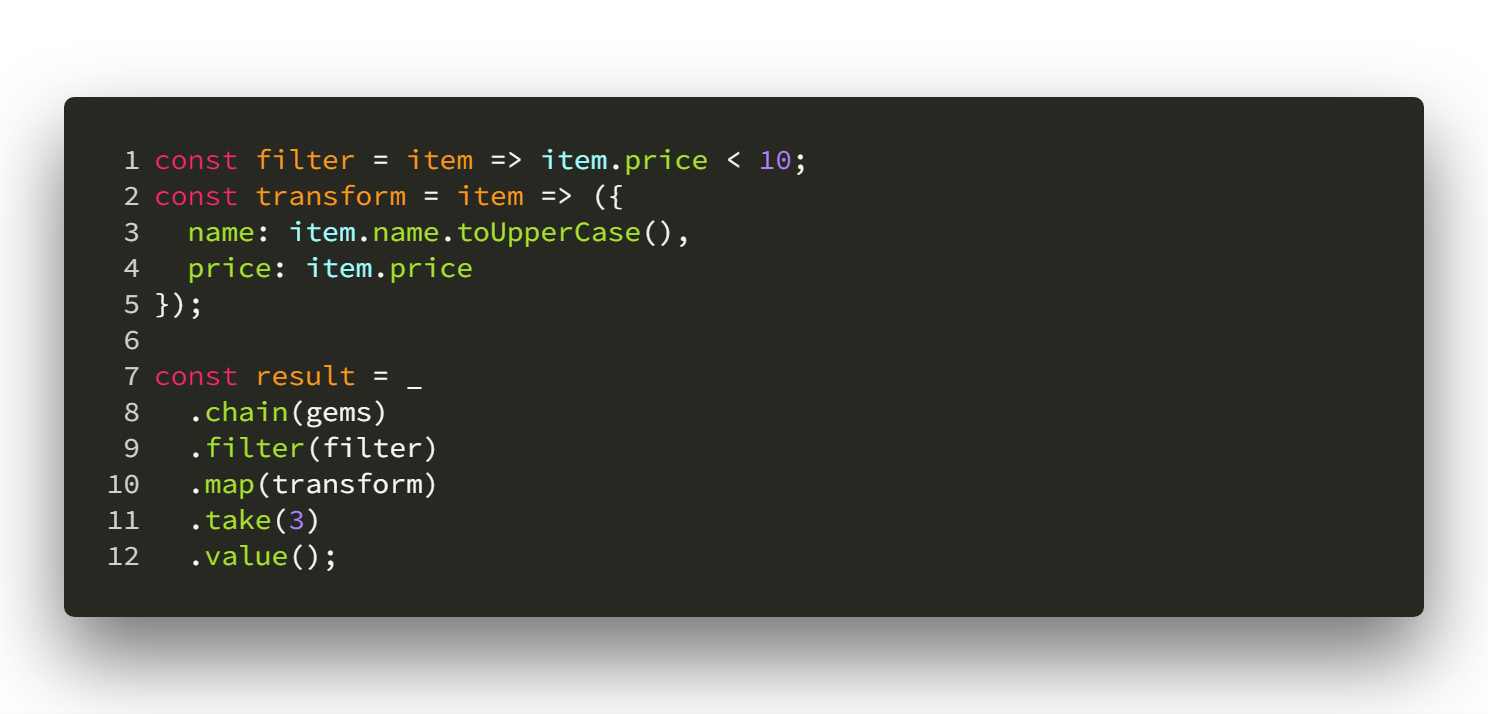 1 const filter = item => item.price < 10;
2 const transform = item => ({
3   name: item.name.toUpperCase(),
4   price: item.price
5 });
6
7 const result = _
8   .chain(gems)
9   .filter(filter)
10   .map(transform)
11   .take(3)
12   .value();